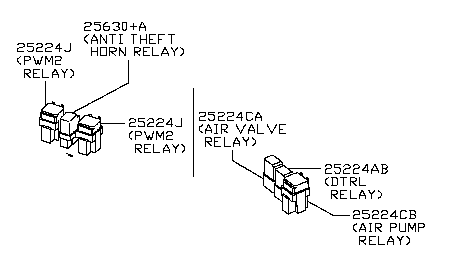 25630+A
(ANTI THEFT
HORN RELAY)
25224J
(PWM2
RELAY)
25224J
(PWM2
RELAY)
25224CA
(AIR VALVE
RELAY)
25224AB
(DTRL
RELAY)
25224CB
(AIR PUMP
RELAY)